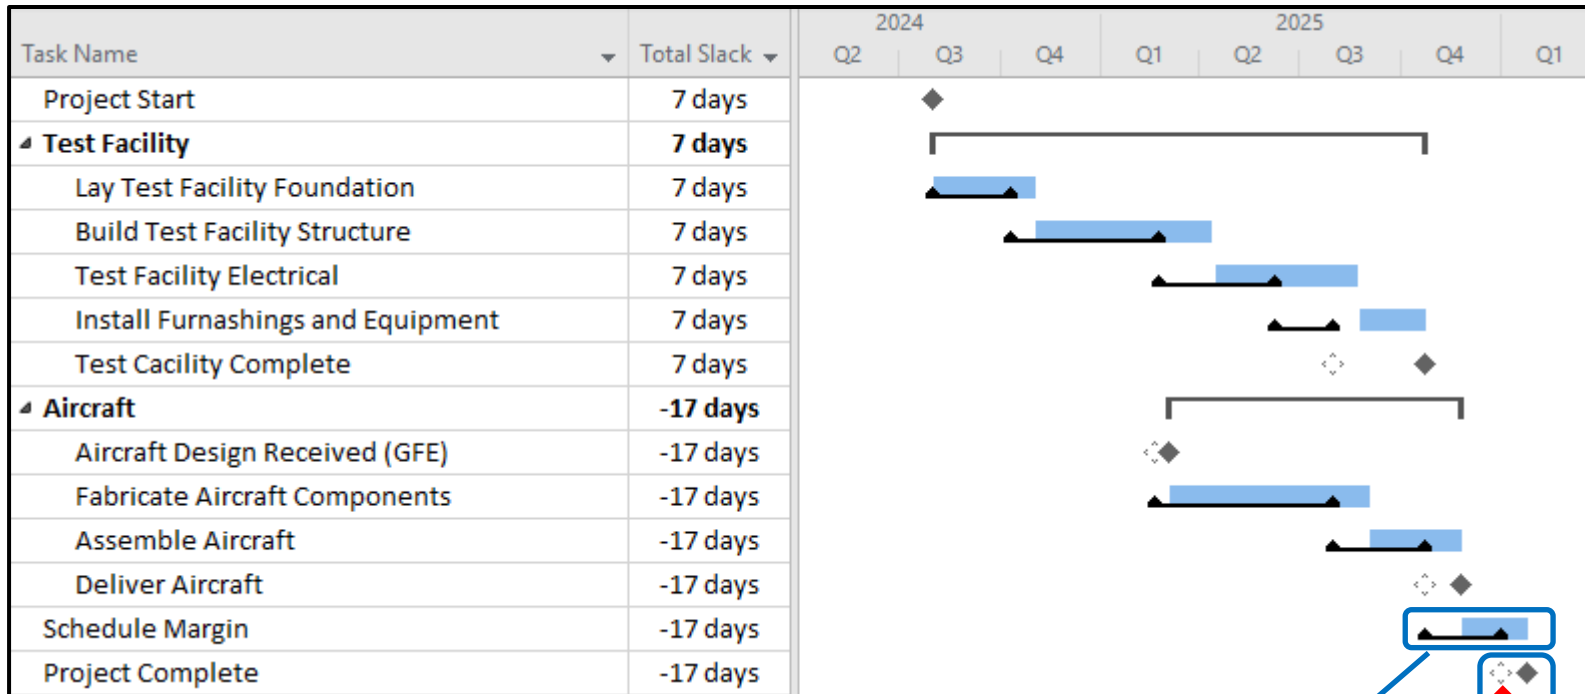 2024 2025
Task Name Total Slack Q2 Q3 Q4 Q1 Q2 Q3 Q4 Q1
Project Start 7 days
Test Facility 7 days
Lay Test Facility Foundation 7 days
Build Test Facility Structure 7 days
Test Facility Electrical 7 days
Install Furnashings and Equipment 7 days
Test Cacility Complete 7 days
Aircraft -17 days
Aircraft Design Received (GFE) -17 days
Fabricate Aircraft Components -17 days
Assemble Aircraft -17 days
Deliver Aircraft -17 days
Schedule Margin -17 days
Project Complete -17 days